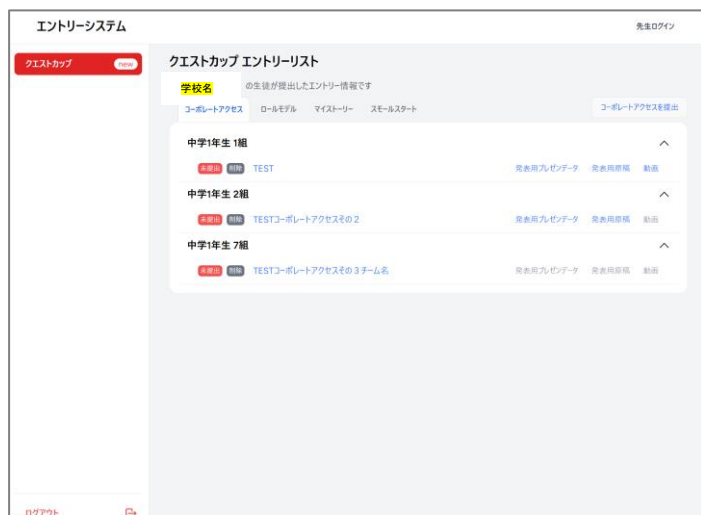 エントリーシステム
先生ログイン
クエストカップ new
クエストカップ エントリーリスト
学校名 の生徒が提出したエントリー情報です
コーポレートアクセス ロールモデル マイストーリー スモールスタート コーポレートアクセスを提出
中学1年生 1組
未提出 削除 TEST 発表用プレゼンデータ 発表用原稿 動画
中学1年生 2組
未提出 削除 TESTコーポレートアクセスその2 発表用プレゼンデータ 発表用原稿 動画
中学1年生 7組
未提出 削除 TESTコーポレートアクセスその3 チーム名 発表用プレゼンデータ 発表用原稿 動画
ログアウト